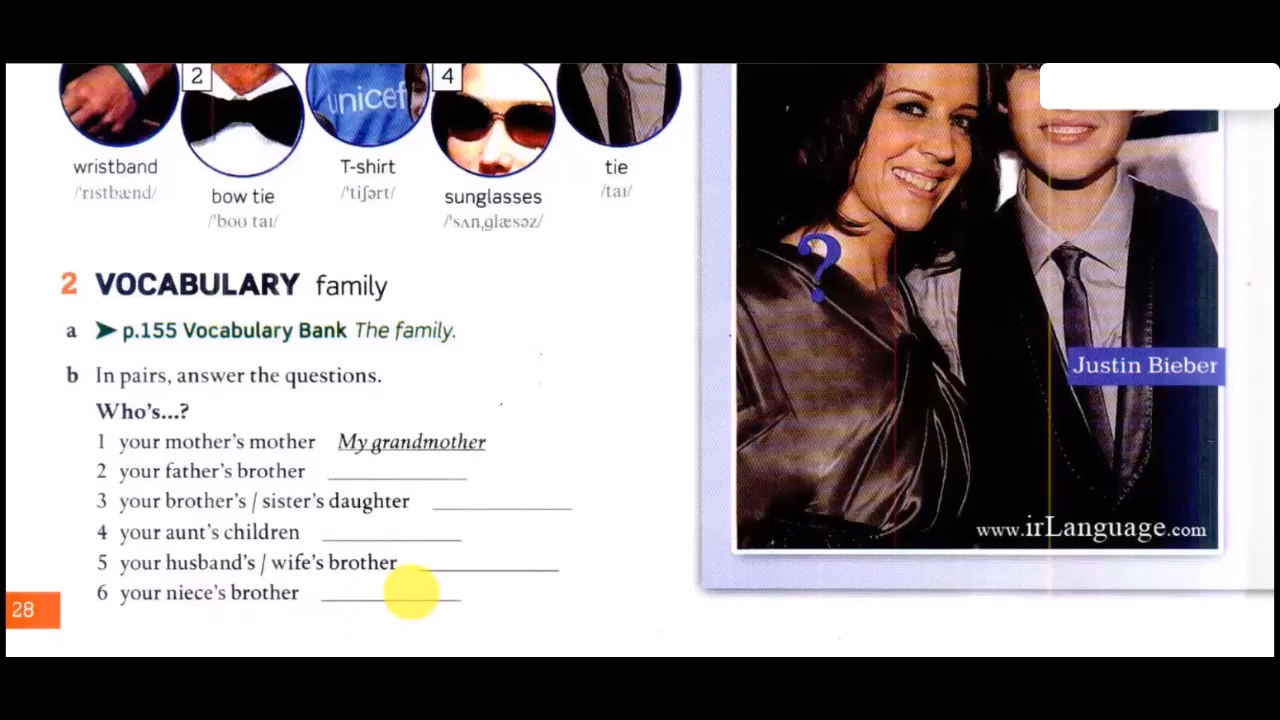 2
4
unicef
wristband
/ˈrɪstbænd/
bow tie
/ˈboʊ taɪ/
T-shirt
/ˈtiʃərt/
sunglasses
/ˈsʌnˌglæsəz/
tie
/taɪ/
2 VOCABULARY family
a ➤ p.155 Vocabulary Bank The family.
b In pairs, answer the questions.
Who's...?
1 your mother's mother My grandmother
2 your father's brother
3 your brother's / sister's daughter
4 your aunt's children
5 your husband's / wife's brother
6 your niece's brother
28
?
Justin Bieber
www.irLanguage.com